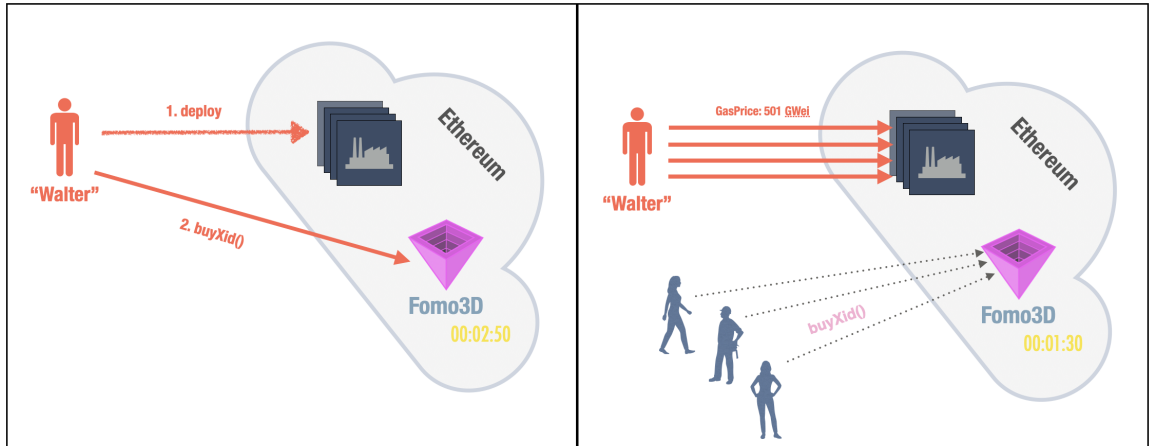 1. deploy
Ethereum
"Walter"
2. buyXid()
Fomo3D
00:02:50
GasPrice: 501 GWei
Ethereum
"Walter"
buyXid()
Fomo3D
00:01:30